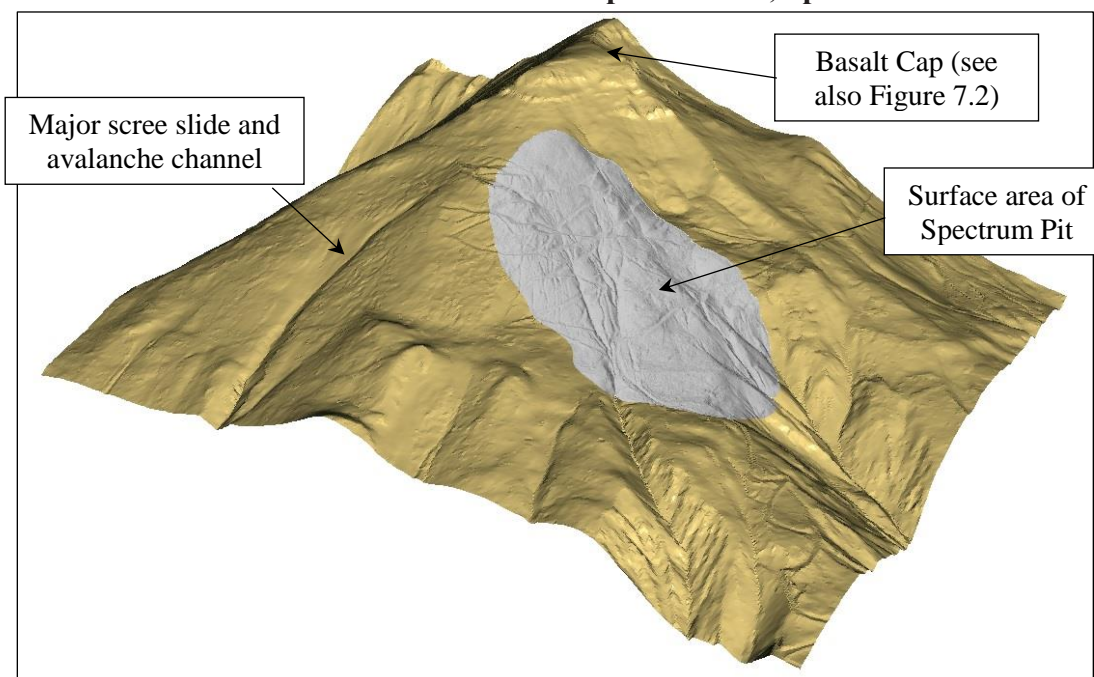 Basalt Cap (see
also Figure 7.2)
Major scree slide and
avalanche channel
Surface area of
Spectrum Pit